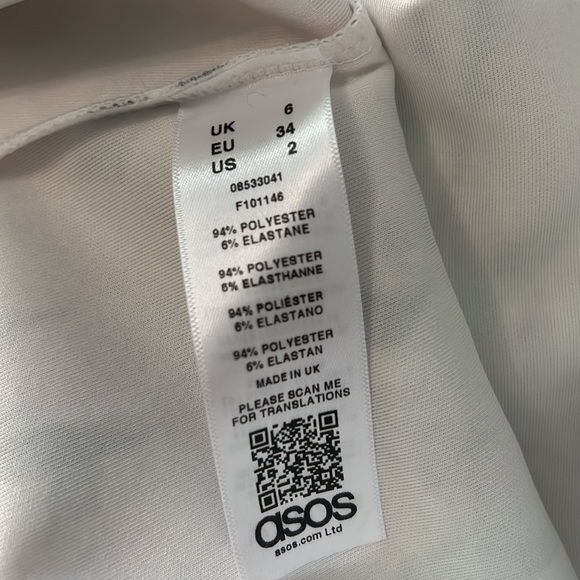 UK 6
EU 34
US 2
08533041
F101146
94% POLYESTER
6% ELASTANE
94% POLYESTER
6% ELASTHANNE
94% POLIÉSTER
6% ELASTANO
94% POLYESTER
6% ELASTAN
MADE IN UK
PLEASE SCAN ME
FOR TRANSLATIONS
asos
asos.com Ltd